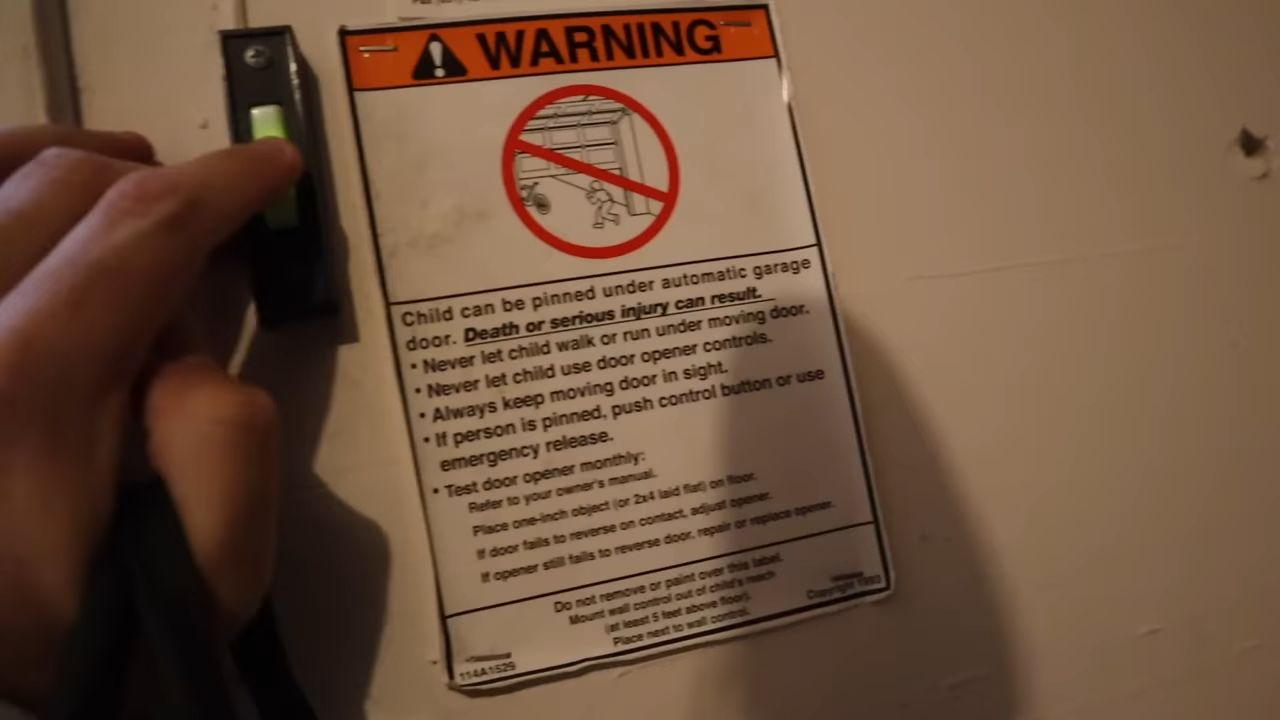 WARNING
Child can be pinned under automatic garage
door. Death or serious injury can result.
• Never let child walk or run under moving door.
• Never let child use door opener controls.
• Always keep moving door in sight.
• If person is pinned, push control button or use
emergency release.
• Test door opener monthly:
Refer to your owner's manual.
Place one-inch object (or 2x4 laid flat) on floor.
If door fails to reverse on contact, adjust opener.
If opener still fails to reverse door, repair or replace opener.
Do not remove or paint over this label.
Mount wall control out of child's reach
(at least 5 feet above floor).
Place next to wall control.
114A1529
Copyright 1993